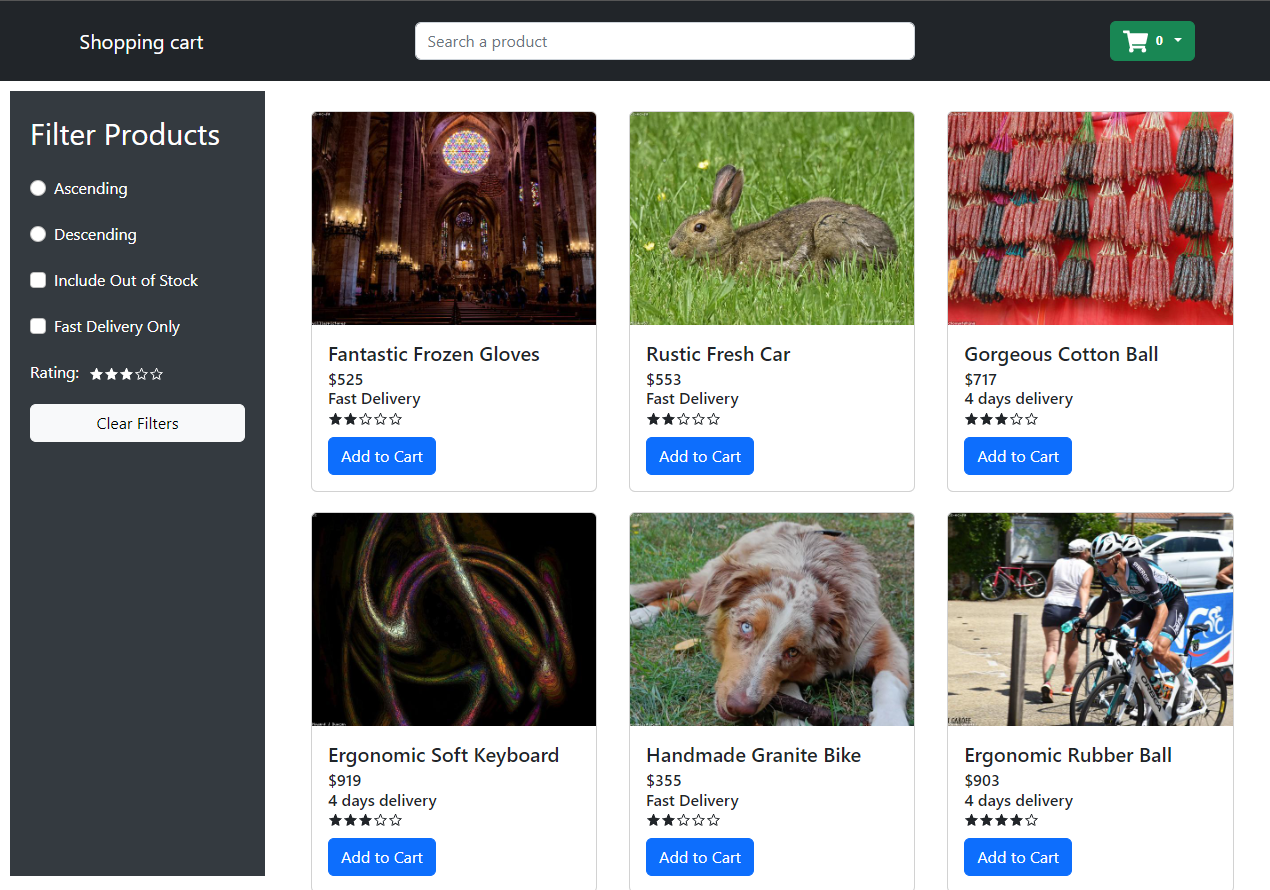 Shopping cart
Search a product
0
Filter Products
Ascending
Descending
Include Out of Stock
Fast Delivery Only
Rating:
Clear Filters
Fantastic Frozen Gloves
$525
Fast Delivery
Add to Cart
Rustic Fresh Car
$553
Fast Delivery
Add to Cart
Gorgeous Cotton Ball
$717
4 days delivery
Add to Cart
Ergonomic Soft Keyboard
$919
4 days delivery
Add to Cart
Handmade Granite Bike
$355
Fast Delivery
Add to Cart
ORBEA
Ergonomic Rubber Ball
$903
4 days delivery
Add to Cart